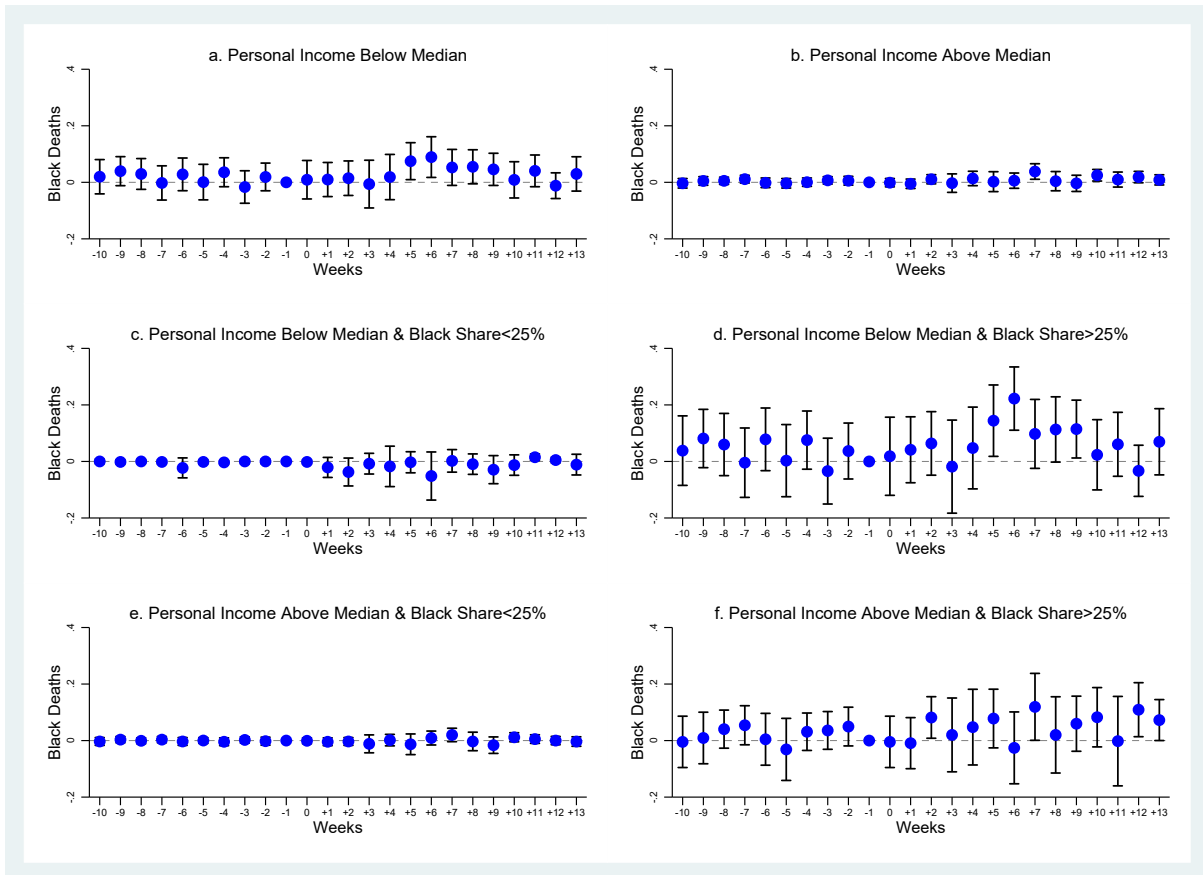 a. Personal Income Below Median
Black Deaths
.4
.2
0
-.2
-10 -9 -8 -7 -6 -5 -4 -3 -2 -1 0 +1 +2 +3 +4 +5 +6 +7 +8 +9 +10 +11 +12 +13
Weeks
b. Personal Income Above Median
Black Deaths
.4
.2
0
-.2
-10 -9 -8 -7 -6 -5 -4 -3 -2 -1 0 +1 +2 +3 +4 +5 +6 +7 +8 +9 +10 +11 +12 +13
Weeks
c. Personal Income Below Median & Black Share<25%
Black Deaths
.4
.2
0
-.2
-10 -9 -8 -7 -6 -5 -4 -3 -2 -1 0 +1 +2 +3 +4 +5 +6 +7 +8 +9 +10 +11 +12 +13
Weeks
d. Personal Income Below Median & Black Share>25%
Black Deaths
.4
.2
0
-.2
-10 -9 -8 -7 -6 -5 -4 -3 -2 -1 0 +1 +2 +3 +4 +5 +6 +7 +8 +9 +10 +11 +12 +13
Weeks
e. Personal Income Above Median & Black Share<25%
Black Deaths
.4
.2
0
-.2
-10 -9 -8 -7 -6 -5 -4 -3 -2 -1 0 +1 +2 +3 +4 +5 +6 +7 +8 +9 +10 +11 +12 +13
Weeks
f. Personal Income Above Median & Black Share>25%
Black Deaths
.4
.2
0
-.2
-10 -9 -8 -7 -6 -5 -4 -3 -2 -1 0 +1 +2 +3 +4 +5 +6 +7 +8 +9 +10 +11 +12 +13
Weeks